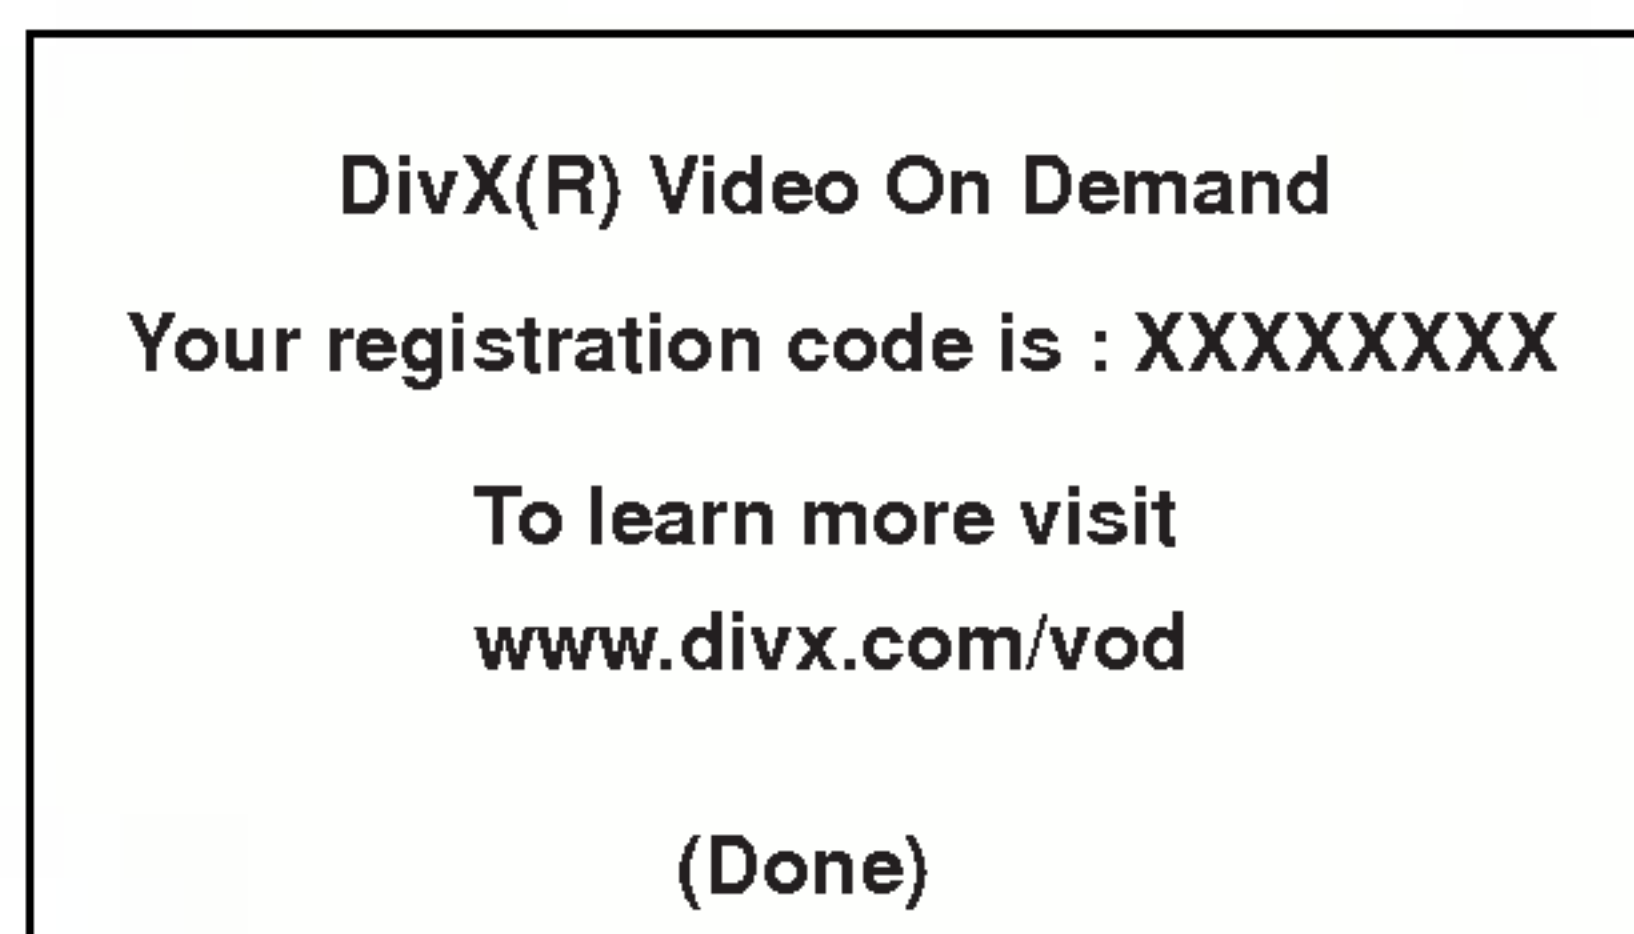 DivX(R) Video On Demand
Your registration code is : XXXXXXXX
To learn more visit
www.divx.com/vod
(Done)